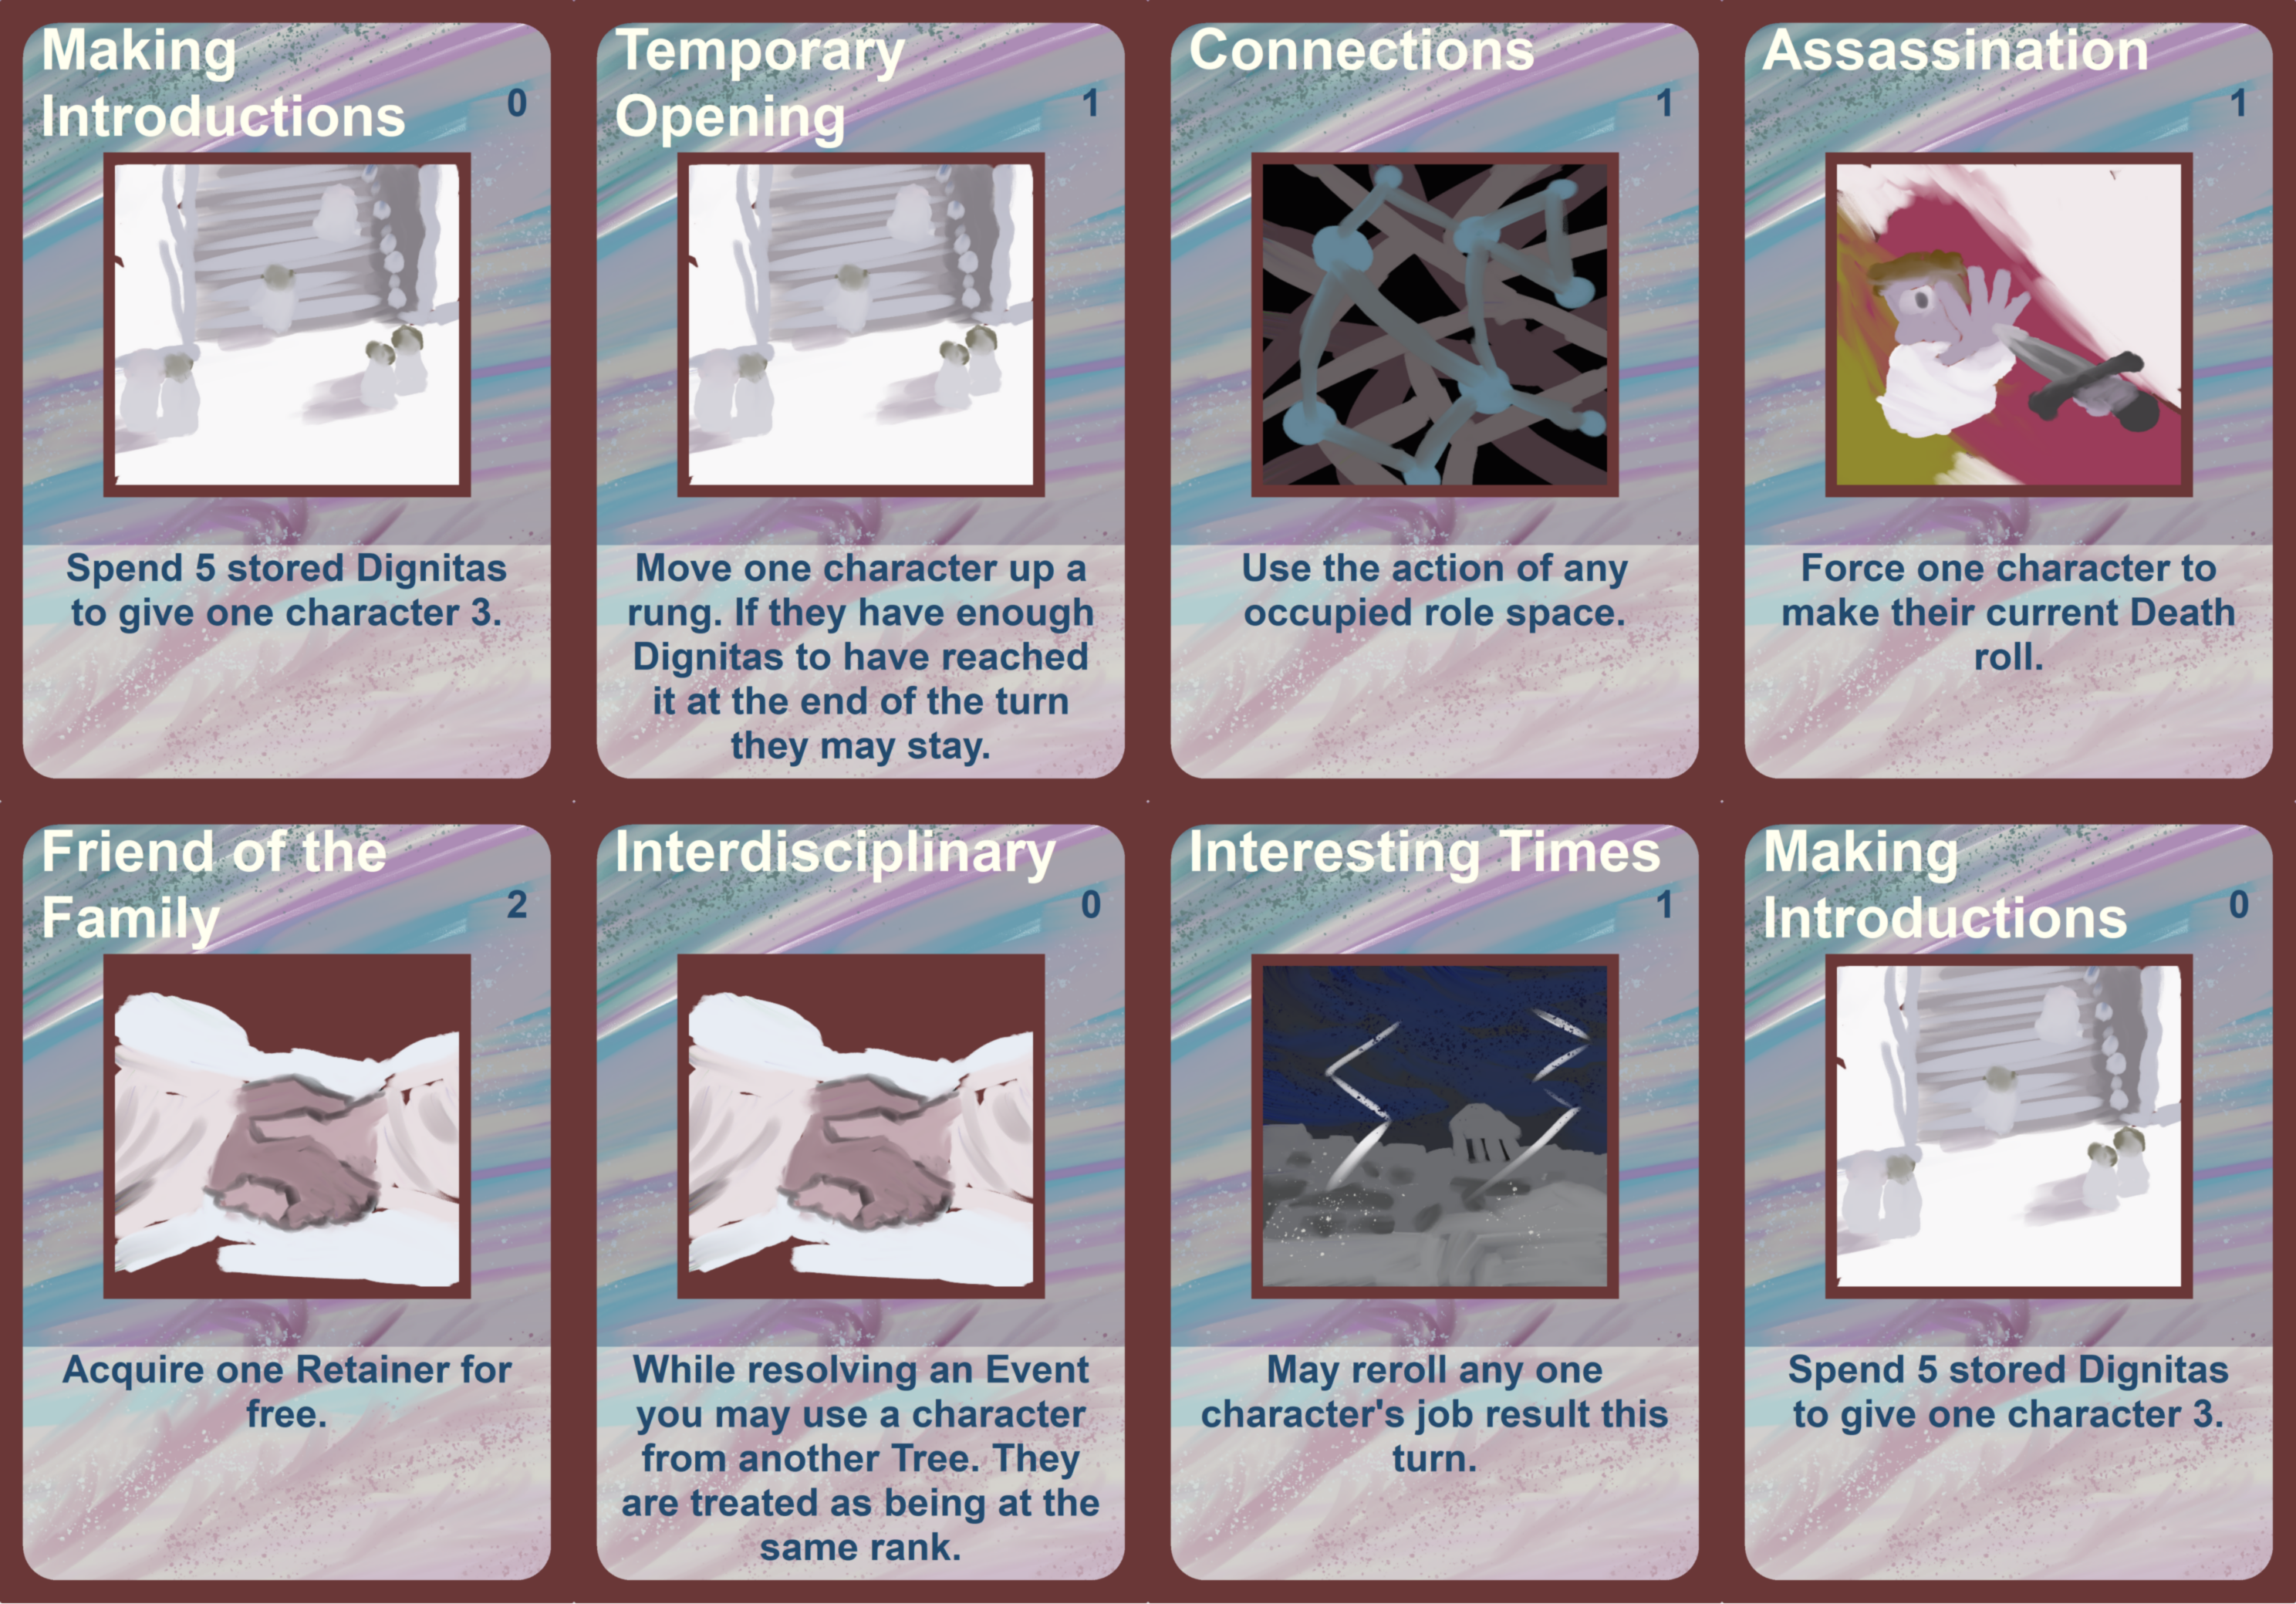 Making
Introductions
0
Spend 5 stored Dignitas
to give one character 3.
Temporary
Opening
1
Move one character up a
rung. If they have enough
Dignitas to have reached
it at the end of the turn
they may stay.
Connections
1
Use the action of any
occupied role space.
Assassination
1
Force one character to
make their current Death
roll.
Friend of the
Family
2
Acquire one Retainer for
free.
Interdisciplinary
0
While resolving an Event
you may use a character
from another Tree. They
are treated as being at the
same rank.
Interesting Times
1
May reroll any one
character's job result this
turn.
Making
Introductions
0
Spend 5 stored Dignitas
to give one character 3.